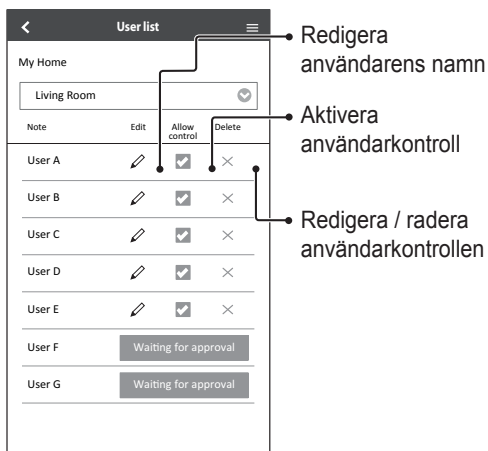 User list
My Home
Living Room
Note Edit Allow control Delete
User A
User B
User C
User D
User E
User F Waiting for approval
User G Waiting for approval
Redigera
användarens namn
Aktivera
användarkontroll
Redigera / radera
användarkontrollen